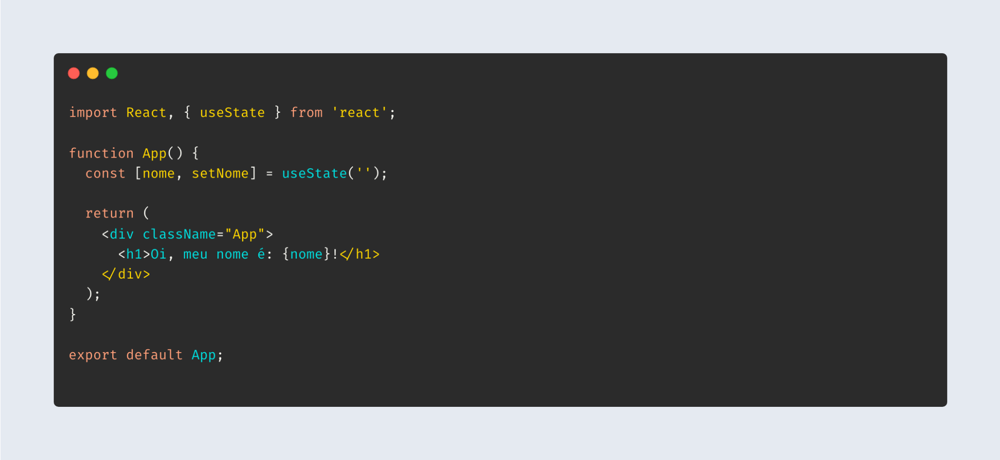 import React, { useState } from 'react';
function App() {
  const [nome, setNome] = useState('');
  return (
    <div className="App">
      <h1>Oi, meu nome é: {nome}!</h1>
    </div>
  );
}
export default App;